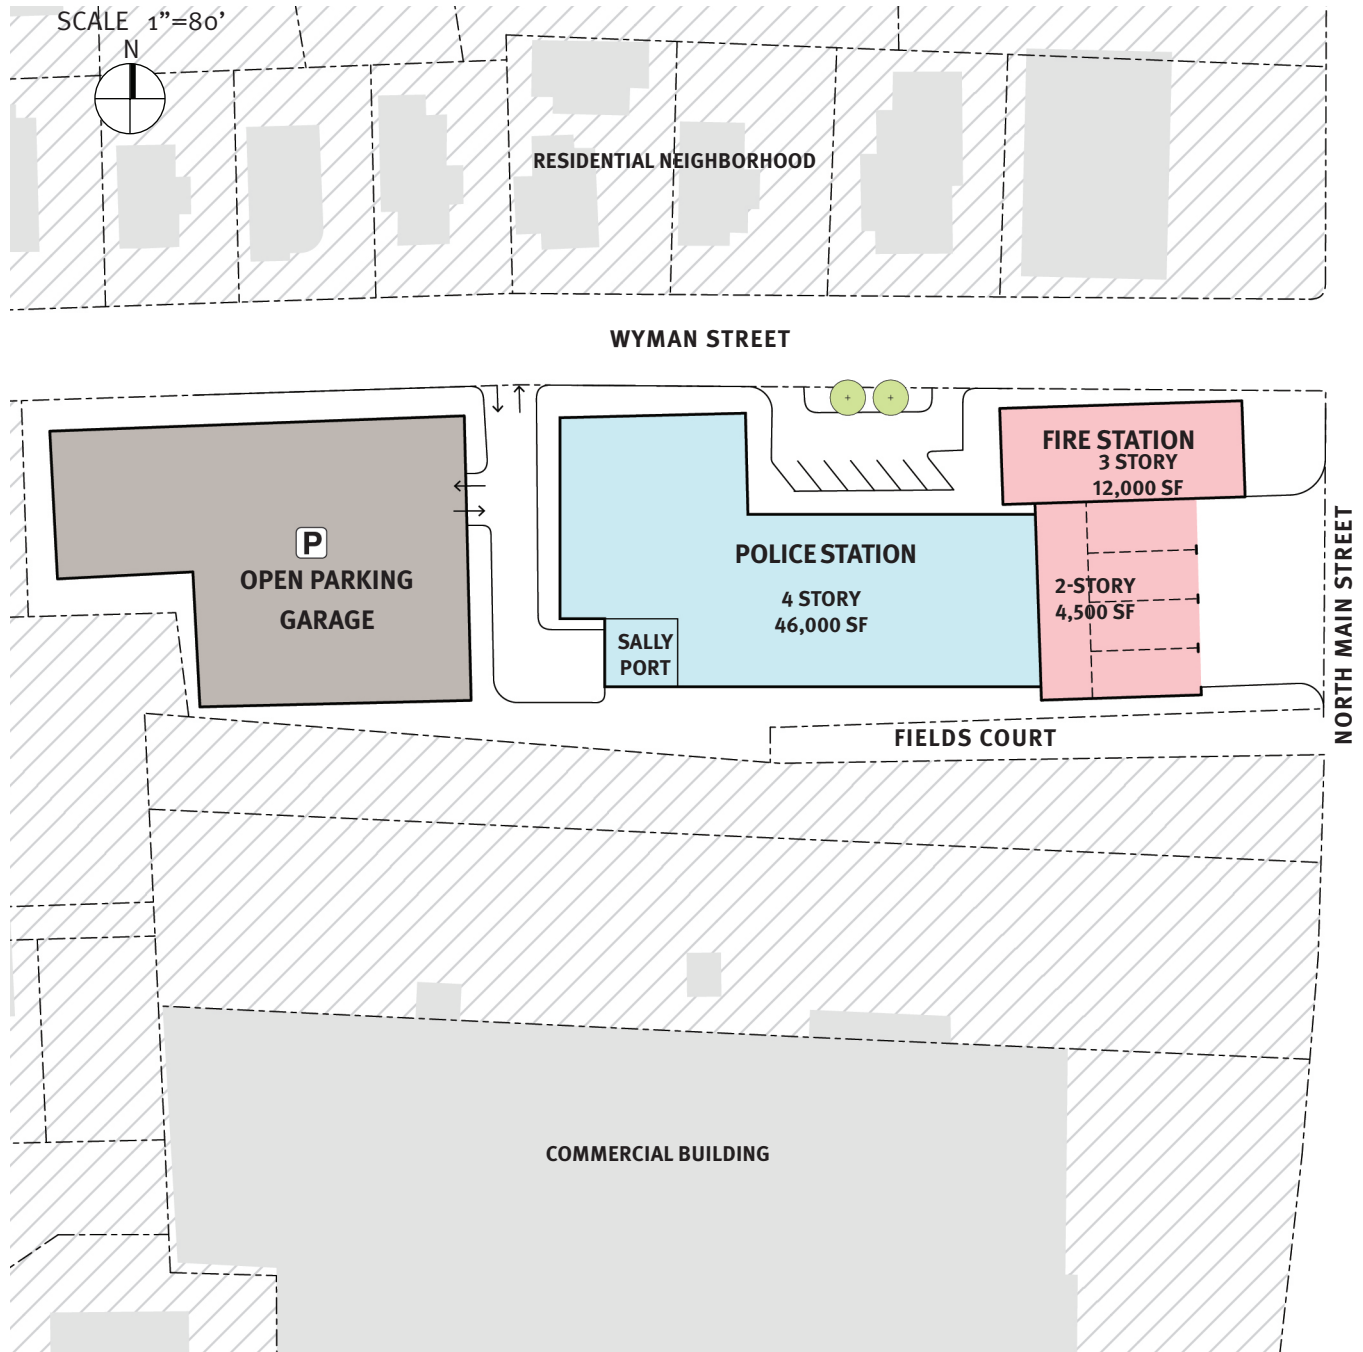 SCALE 1”=80’
N
RESIDENTIAL NEIGHBORHOOD
WYMAN STREET
FIRE STATION
3 STORY
12,000 SF
P
OPEN PARKING
GARAGE
POLICE STATION
4 STORY
46,000 SF
SALLY
PORT
2-STORY
4,500 SF
NORTH MAIN STREET
FIELDS COURT
COMMERCIAL BUILDING